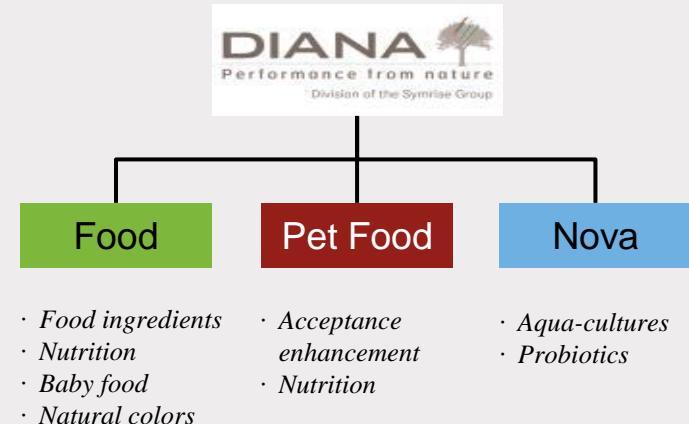 DIANA
Performance from nature
Division of the Symrise Group
Food
Pet Food
Nova
· Food ingredients
· Nutrition
· Baby food
· Natural colors
· Acceptance
enhancement
· Nutrition
· Aqua-cultures
· Probiotics